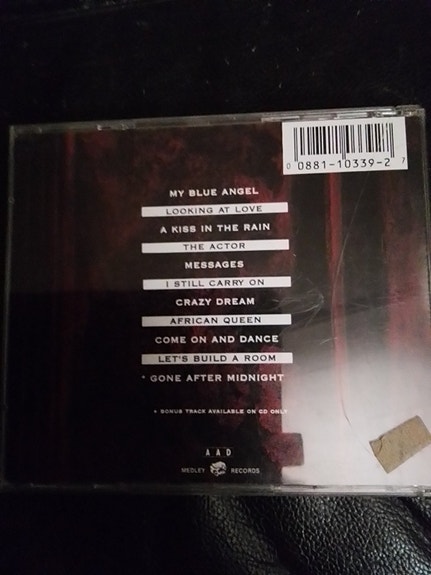 0 0881-10339-2 7
MY BLUE ANGEL
LOOKING AT LOVE
A KISS IN THE RAIN
THE ACTOR
MESSAGES
I STILL CARRY ON
CRAZY DREAM
AFRICAN QUEEN
COME ON AND DANCE
LET'S BUILD A ROOM
* GONE AFTER MIDNIGHT
* BONUS TRACK AVAILABLE ON CD ONLY
AAD
MEDLEY RECORDS